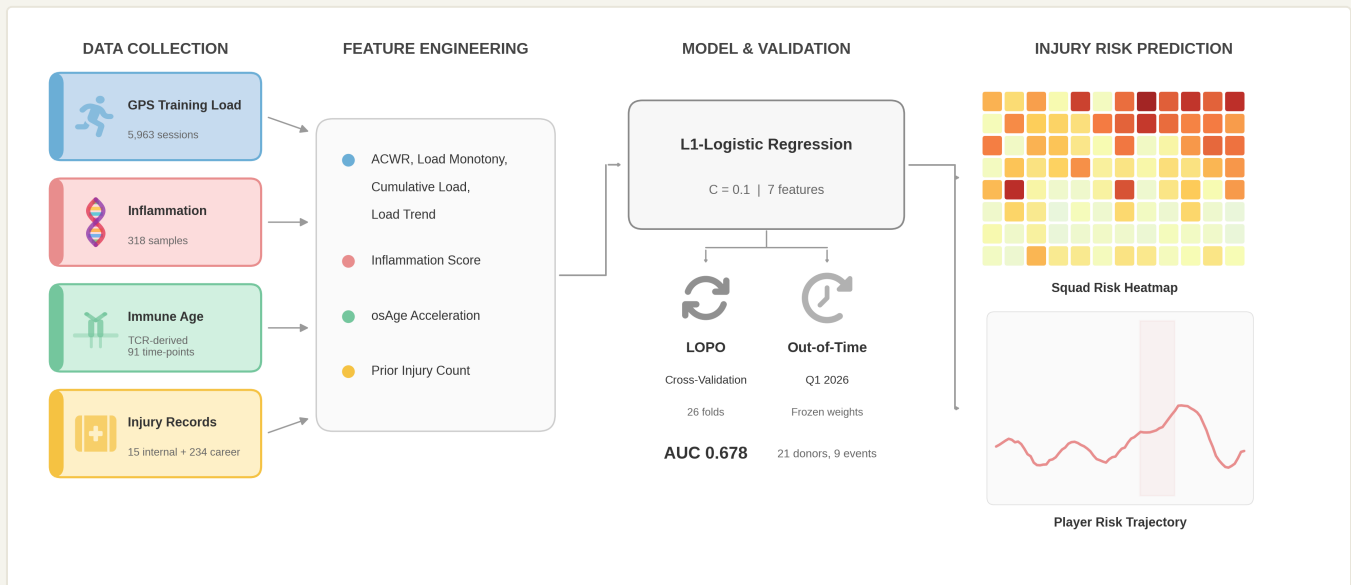 DATA COLLECTION
GPS Training Load
5,963 sessions
Inflammation
318 samples
Immune Age
TCR-derived
91 time-points
Injury Records
15 internal + 234 career
FEATURE ENGINEERING
ACWR, Load Monotony,
Cumulative Load,
Load Trend
Inflammation Score
osAge Acceleration
Prior Injury Count
MODEL & VALIDATION
L1-Logistic Regression
C = 0.1 | 7 features
LOPO
Cross-Validation
26 folds
AUC 0.678
Out-of-Time
Q1 2026
Frozen weights
21 donors, 9 events
INJURY RISK PREDICTION
Squad Risk Heatmap
Player Risk Trajectory